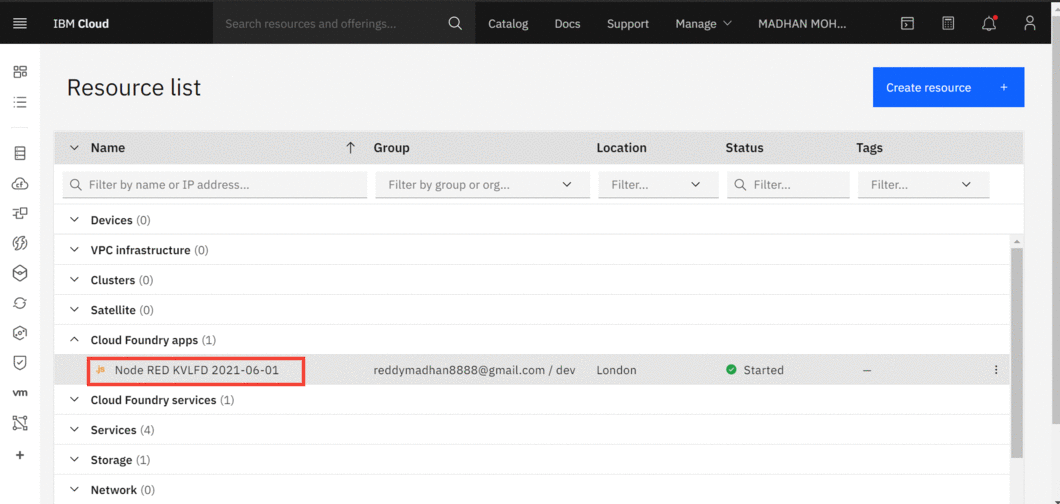 IBM Cloud Search resources and offerings... Catalog Docs Support Manage MADHAN MOH...
Resource list
Create resource +
Name Group Location Status Tags
Filter by name or IP address... Filter by group or org... Filter... Filter... Filter...
Devices (0)
VPC infrastructure (0)
Clusters (0)
Satellite (0)
Cloud Foundry apps (1)
js Node RED KVLFD 2021-06-01 reddymadhan8888@gmail.com / dev London Started –
Cloud Foundry services (1)
Services (4)
vm
Storage (1)
Network (0)